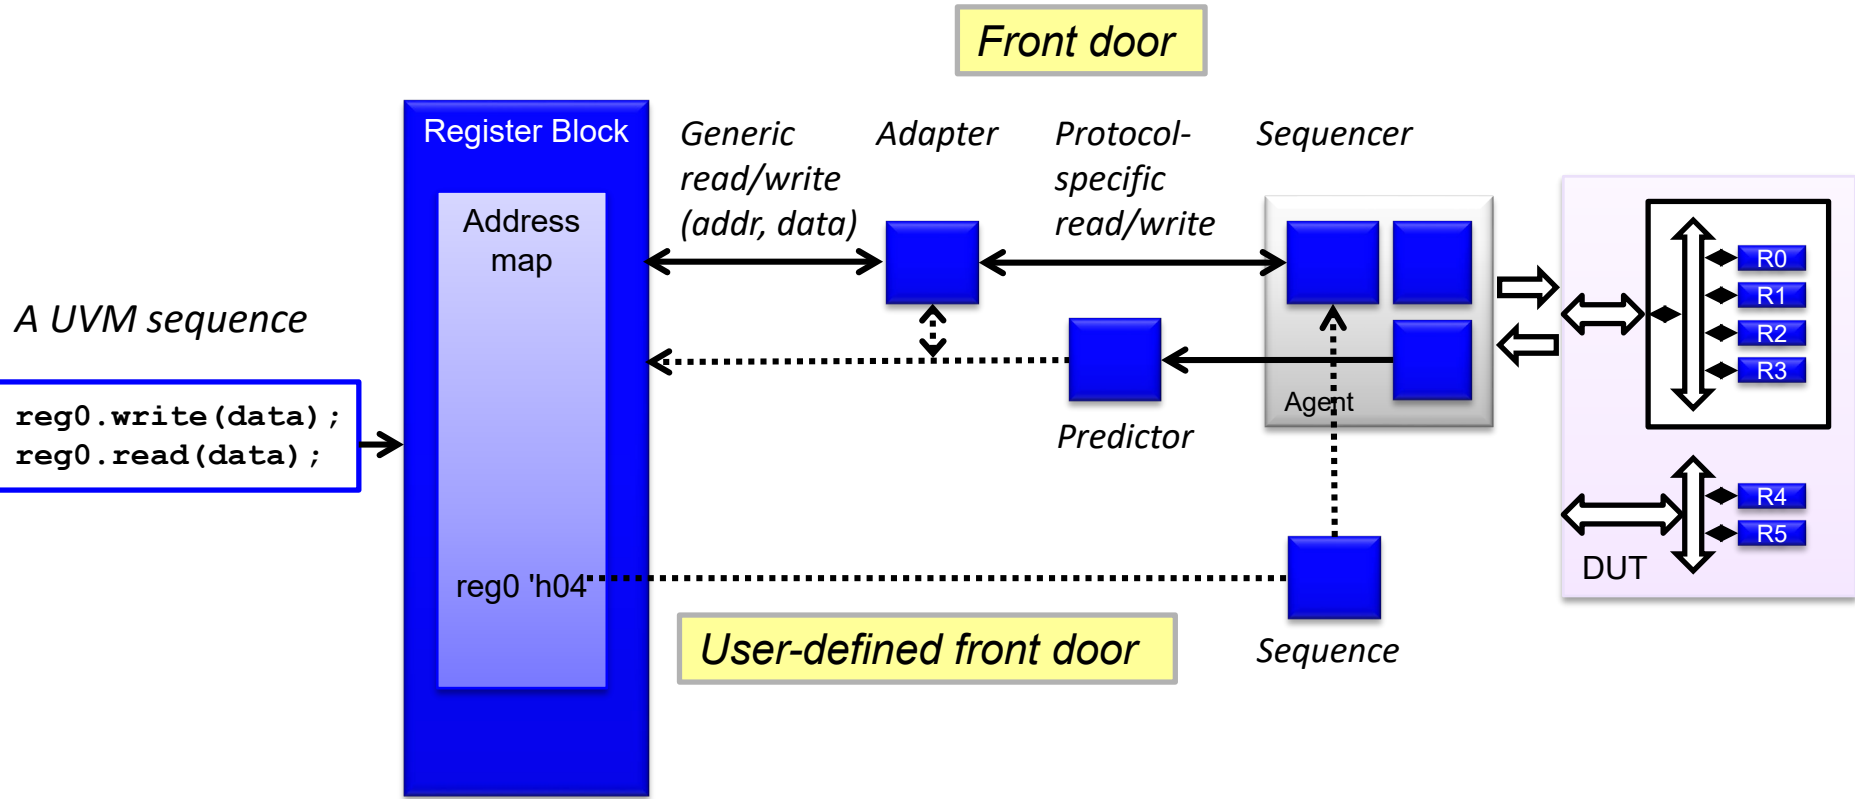 Front door
Register Block
Generic
read/write
(addr, data)
Adapter
Protocol-
specific
read/write
Sequencer
Address
map
A UVM sequence
reg0.write(data);
reg0.read(data);
R0
R1
R2
R3
Agent
Predictor
R4
R5
DUT
reg0 'h04
User-defined front door
Sequence